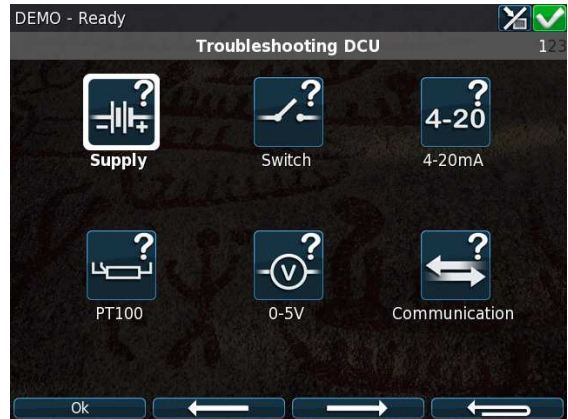 DEMO - Ready
Troubleshooting DCU
123
?
?
?
4-20
Supply
Switch
4-20mA
?
?
?
V
PT100
0-5V
Communication
Ok